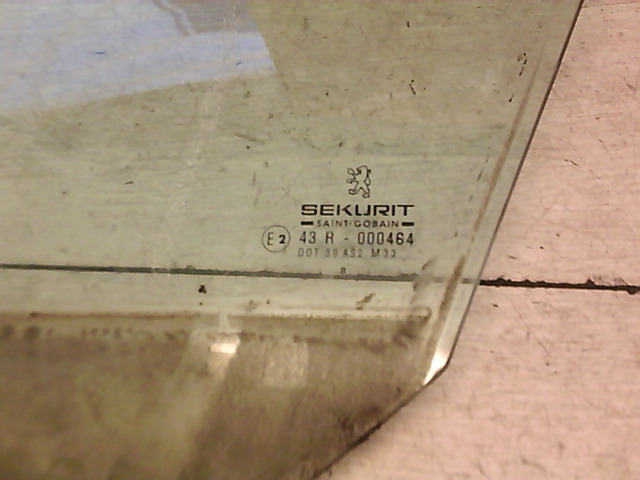 SEKURIT
SAINT-GOBAIN
E2 43 R - 000464
DOT 39 AS2 M33